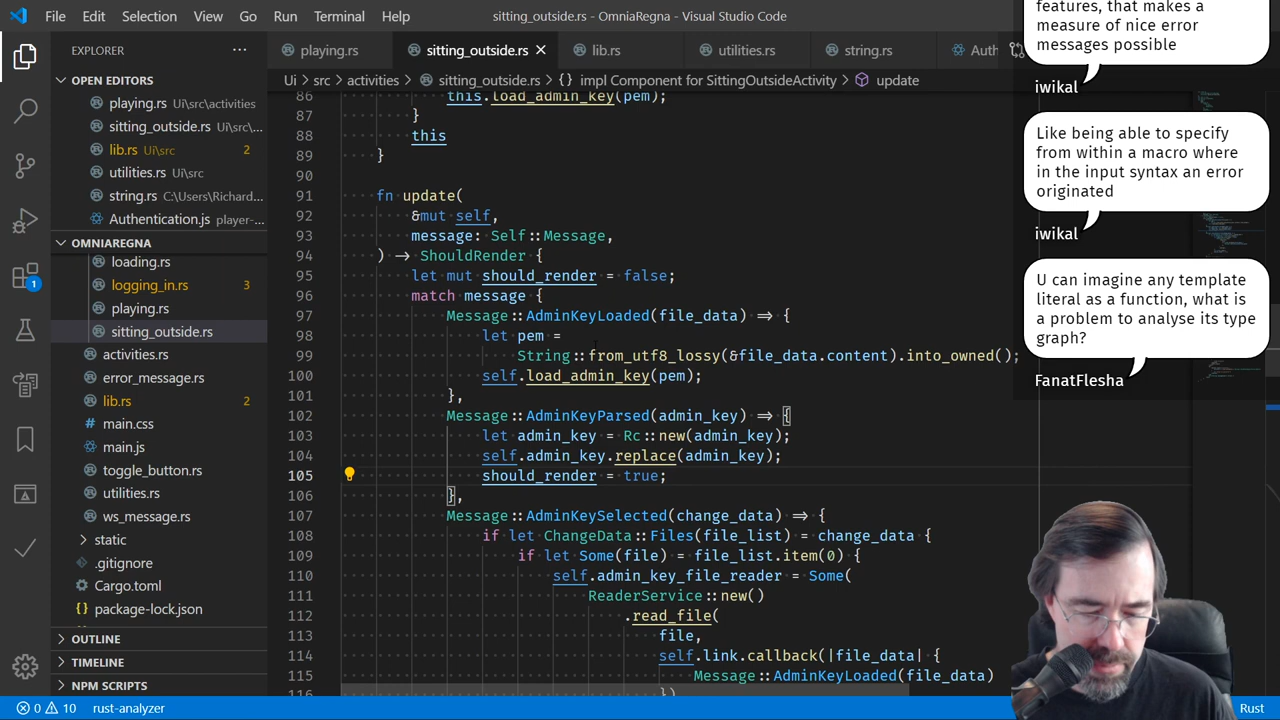 File Edit Selection View Go Run Terminal Help sitting_outside.rs - OmniaRegna - Visual Studio Code
EXPLORER
OPEN EDITORS
playing.rs Ui\src\activities
sitting_outside.rs Ui\src\...
lib.rs Ui\src 2
utilities.rs Ui\src
string.rs C:\Users\Richard...
Authentication.js player-...
OMNIAREGNA
loading.rs
logging_in.rs 3
playing.rs
sitting_outside.rs
activities.rs
error_message.rs
lib.rs 2
main.css
main.js
toggle_button.rs
utilities.rs
ws_message.rs
static
.gitignore
Cargo.toml
package-lock.json
OUTLINE
TIMELINE
NPM SCRIPTS
1
playing.rs sitting_outside.rs lib.rs utilities.rs string.rs Auth
Ui > src > activities > sitting_outside.rs > {} impl Component for SittingOutsideActivity > update
86 this.load_admin_key(pem);
87 }
88 this
89 }
90
91 fn update(
92 &mut self,
93 message: Self::Message,
94 ) -> ShouldRender {
95 let mut should_render = false;
96 match message {
97 Message::AdminKeyLoaded(file_data) => {
98 let pem =
99 String::from_utf8_lossy(&file_data.content).into_owned();
100 self.load_admin_key(pem);
101 },
102 Message::AdminKeyParsed(admin_key) => {
103 let admin_key = Rc::new(admin_key);
104 self.admin_key.replace(admin_key);
105 should_render = true;
106 },
107 Message::AdminKeySelected(change_data) => {
108 if let ChangeData::Files(file_list) = change_data {
109 if let Some(file) = file_list.item(0) {
110 self.admin_key_file_reader = Some(
111 ReaderService::new()
112 .read_file(
113 file,
114 self.link.callback(|file_data| {
115 Message::AdminKeyLoaded(file_data)
116 })
features, that makes a
measure of nice error
messages possible
iwikal
Like being able to specify
from within a macro where
in the input syntax an error
originated
iwikal
U can imagine any template
literal as a function, what is
a problem to analyse its type
graph?
FanatFlesha
0 10 rust-analyzer Rust